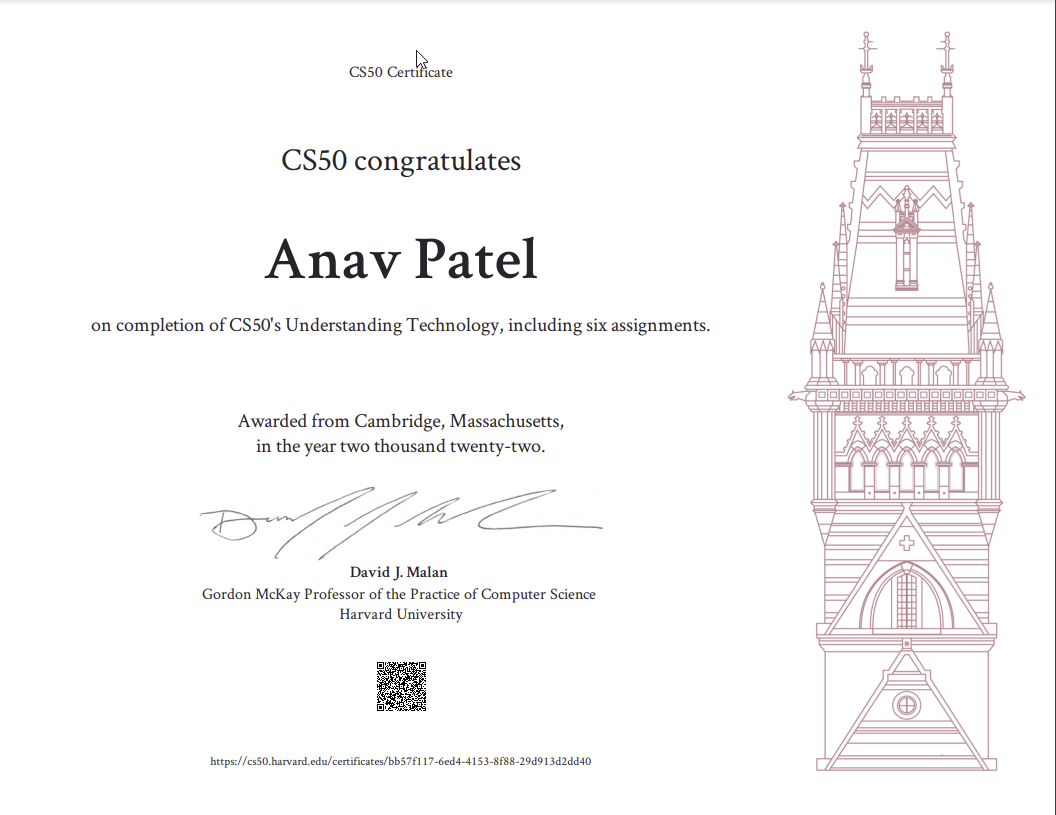 CS50 Certificate
CS50 congratulates
Anav Patel
on completion of CS50's Understanding Technology, including six assignments.
Awarded from Cambridge, Massachusetts,
in the year two thousand twenty-two.
David J. Malan
Gordon McKay Professor of the Practice of Computer Science
Harvard University
https://cs50.harvard.edu/certificates/bb57f117-6ed4-4153-8f88-29d913d2dd40